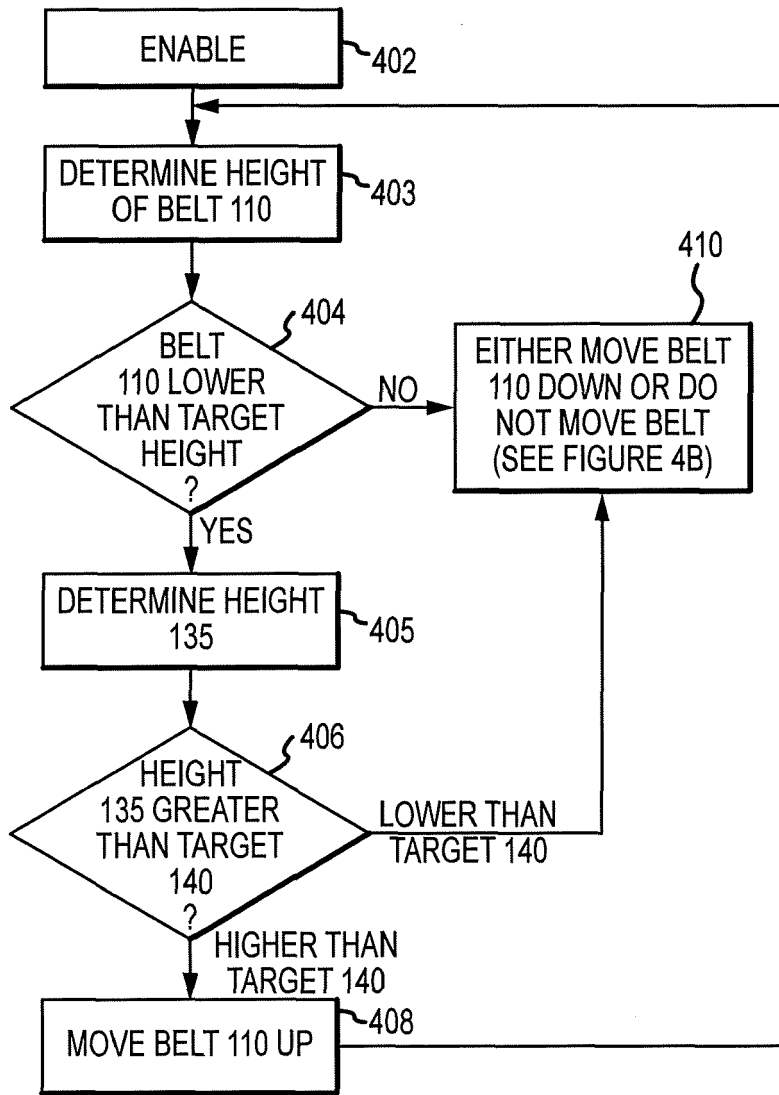 ENABLE
402
DETERMINE HEIGHT
OF BELT 110
403
404
BELT
110 LOWER
THAN TARGET
HEIGHT
?
NO
410
EITHER MOVE BELT
110 DOWN OR DO
NOT MOVE BELT
(SEE FIGURE 4B)
YES
DETERMINE HEIGHT
135
405
406
HEIGHT
135 GREATER
THAN TARGET
140
?
LOWER THAN
TARGET 140
HIGHER THAN
TARGET 140
MOVE BELT 110 UP
408